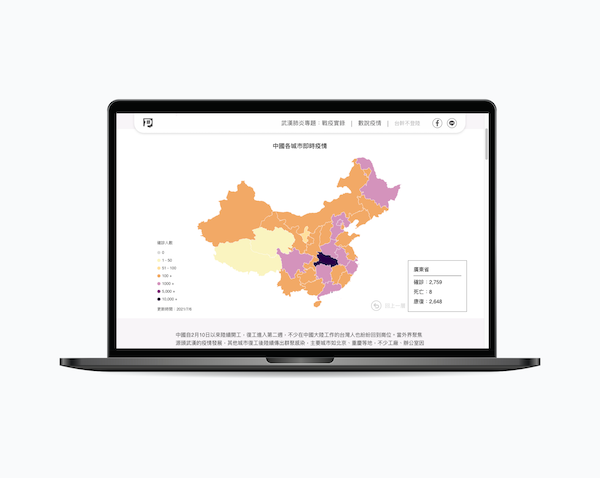 武漢肺炎專題：戰疫實錄 | 數說疫情 | 台幹不登陸
中國各城市即時疫情
確診人數
0
1 - 50
51 - 100
100 +
1000 +
5,000 +
10,000 +
更新時間：2021/7/8
廣東省
確診：2,759
死亡：8
康復：2,648
回上一層
中國自2月10日以來陸續開工，復工進入第二週，不少在中國大陸工作的台灣人也紛紛回到崗位。當外界聚焦
源頭武漢的疫情發展，其他城市復工後陸續傳出群聚感染，主要城市如北京、重慶等地，不少工廠、辦公室因